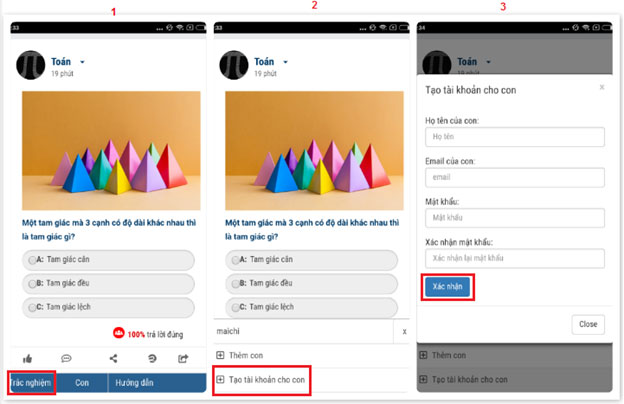 1
:33
Toán
19 phút
Một tam giác mà 3 cạnh có độ dài khác nhau thì
là tam giác gì?
A: Tam giác cân
B: Tam giác đều
C: Tam giác lệch
100% trả lời đúng
Trắc nghiệm
Con
Hướng dẫn
2
:33
Toán
19 phút
Một tam giác mà 3 cạnh có độ dài khác nhau thì
là tam giác gì?
A: Tam giác cân
B: Tam giác đều
C: Tam giác lệch
maichi
x
Thêm con
Tạo tài khoản cho con
3
:34
Tạo tài khoản cho con
×
Họ tên của con:
Họ tên
Email của con:
email
Mật khẩu:
Mật khẩu
Xác nhận mật khẩu:
Xác nhận lại mật khẩu
Xác nhận
Close
Thêm con
Tạo tài khoản cho con